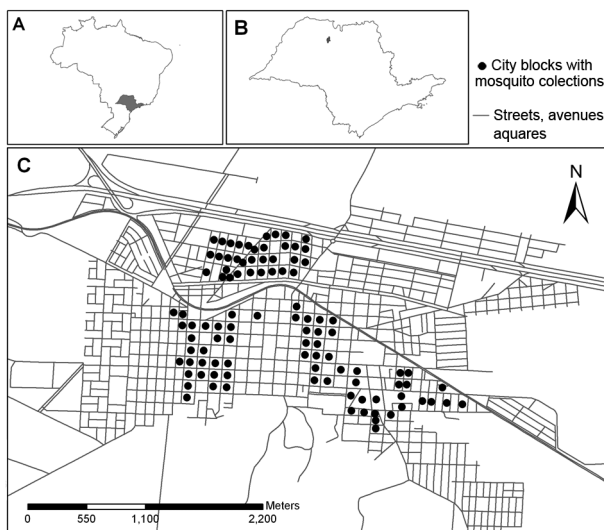 A
B
City blocks with
mosquito colections
Streets, avenues
aquares
C
N
Meters
0 550 1,100 2,200